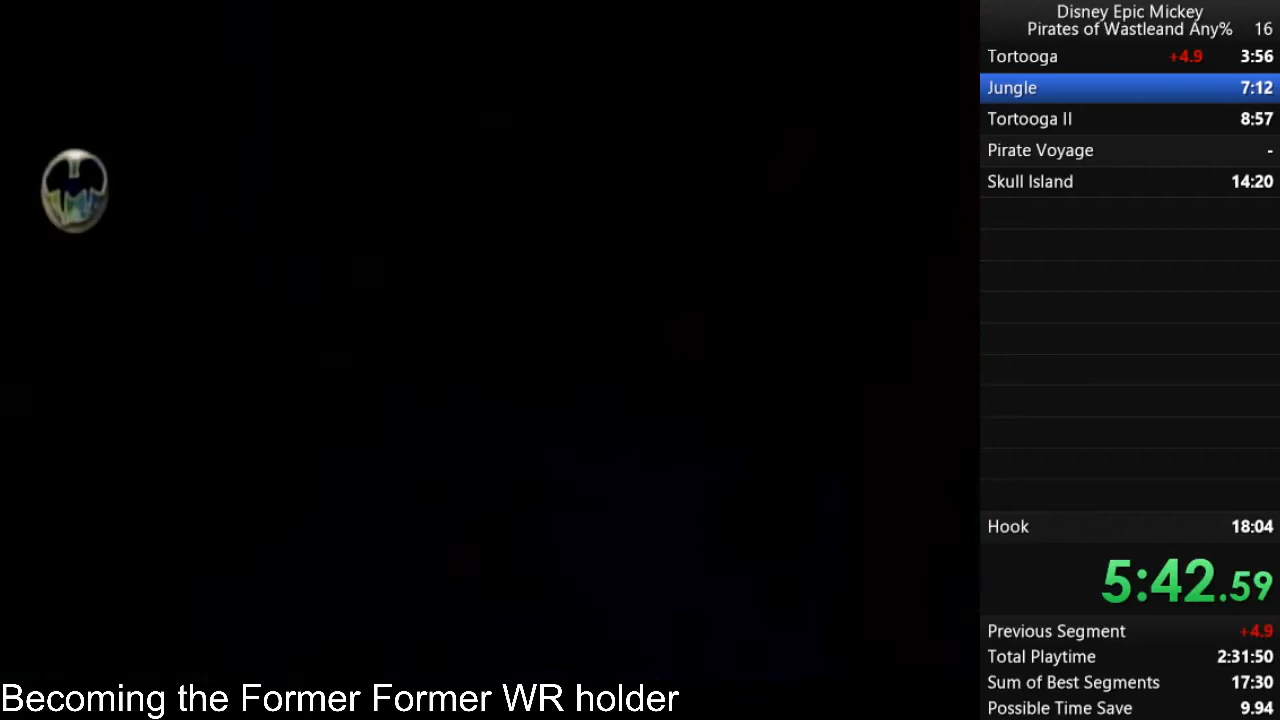 Disney Epic Mickey
Pirates of Wastleand Any% 16
Tortooga +4.9 3:56
Jungle 7:12
Tortooga II 8:57
Pirate Voyage -
Skull Island 14:20
Hook 18:04
5:42.59
Previous Segment +4.9
Total Playtime 2:31:50
Sum of Best Segments 17:30
Possible Time Save 9.94
Becoming the Former Former WR holder